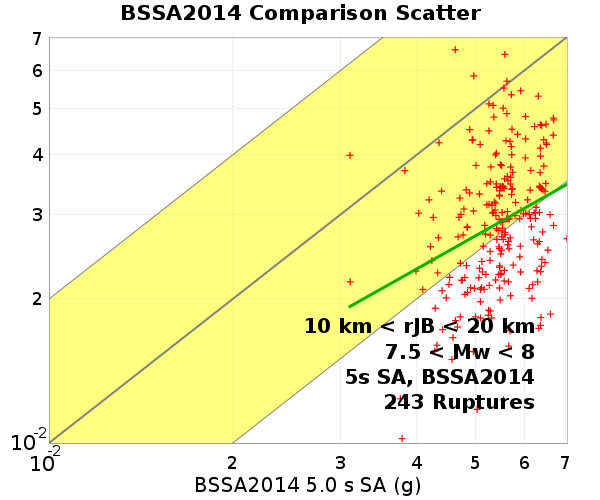 BSSA2014 Comparison Scatter
7
6
5
4
3
2
10 km < rJB < 20 km
7.5 < Mw < 8
5s SA, BSSA2014
243 Ruptures
10-2
10-2 2 3 4 5 6 7
BSSA2014 5.0 s SA (g)